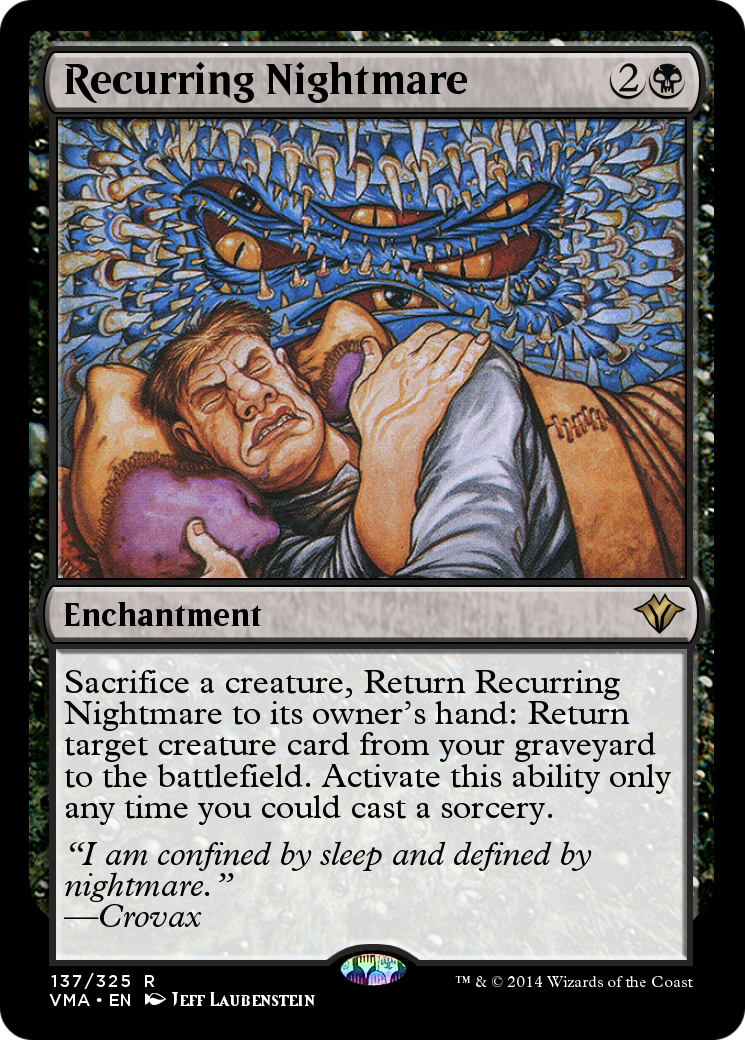 Recurring Nightmare 2
Enchantment
Sacrifice a creature, Return Recurring
Nightmare to its owner’s hand: Return
target creature card from your graveyard
to the battlefield. Activate this ability only
any time you could cast a sorcery.
“I am confined by sleep and defined by
nightmare.”
—Crovax
137/325 R
VMA • EN Jeff Laubenstein
™ & © 2014 Wizards of the Coast